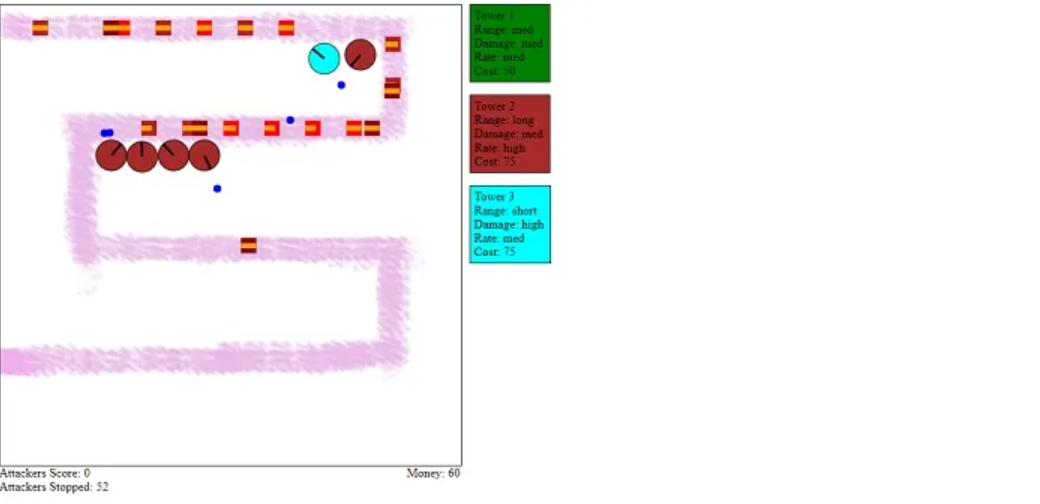 Tower 1
Range: med
Damage: med
Rate: med
Cost: 50
Tower 2
Range: long
Damage: med
Rate: high
Cost: 75
Tower 3
Range: short
Damage: high
Rate: med
Cost: 75
Attackers Score: 0
Money: 60
Attackers Stopped: 52